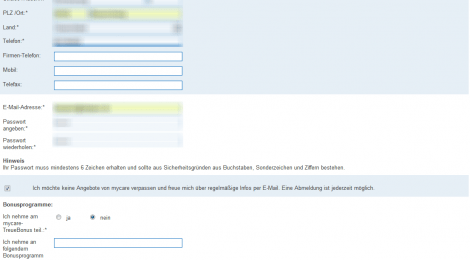 PLZ /Ort:*
Land:*
Telefon:*
Firmen-Telefon:
Mobil:
Telefax:
E-Mail-Adresse:*
Passwort
angeben:*
Passwort
wiederholen:*
Hinweis
Ihr Passwort muss mindestens 6 Zeichen erhalten und sollte aus Sicherheitsgründen aus Buchstaben, Sonderzeichen und Ziffern bestehen.
Ich möchte keine Angebote von mycare verpassen und freue mich über regelmäßige Infos per E-Mail. Eine Abmeldung ist jederzeit möglich.
Bonusprogramme:
Ich nehme am ja nein
mycare-
TreueBonus teil. *
Ich nehme an
folgendem
Bonusprogramm